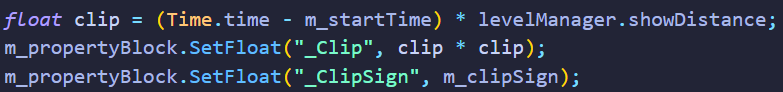 float clip = (Time.time - m_startTime) * levelManager.showDistance;
m_propertyBlock.SetFloat("_Clip", clip * clip);
m_propertyBlock.SetFloat("_ClipSign", m_clipSign);